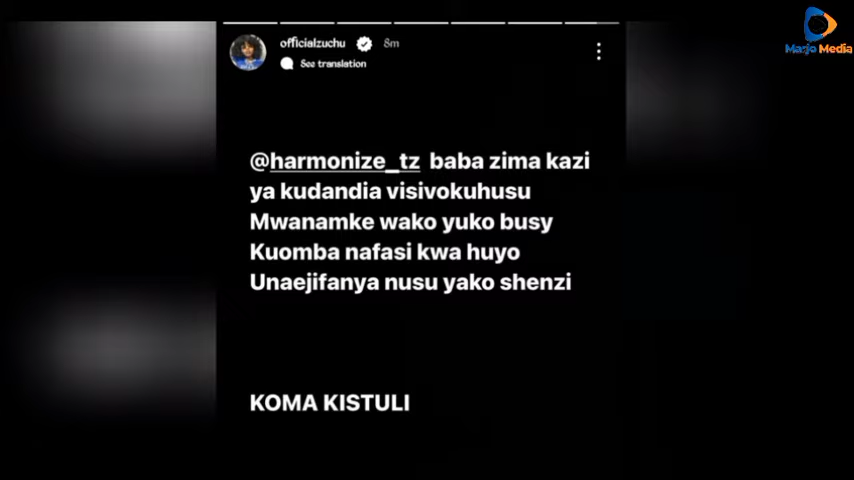 Marjo Media
officialzuchu 8m
See translation
@harmonize_tz baba zima kazi
ya kudandia visivokuhusu
Mwanamke wako yuko busy
Kuomba nafasi kwa huyo
Unaejifanya nusu yako shenzi
KOMA KISTULI